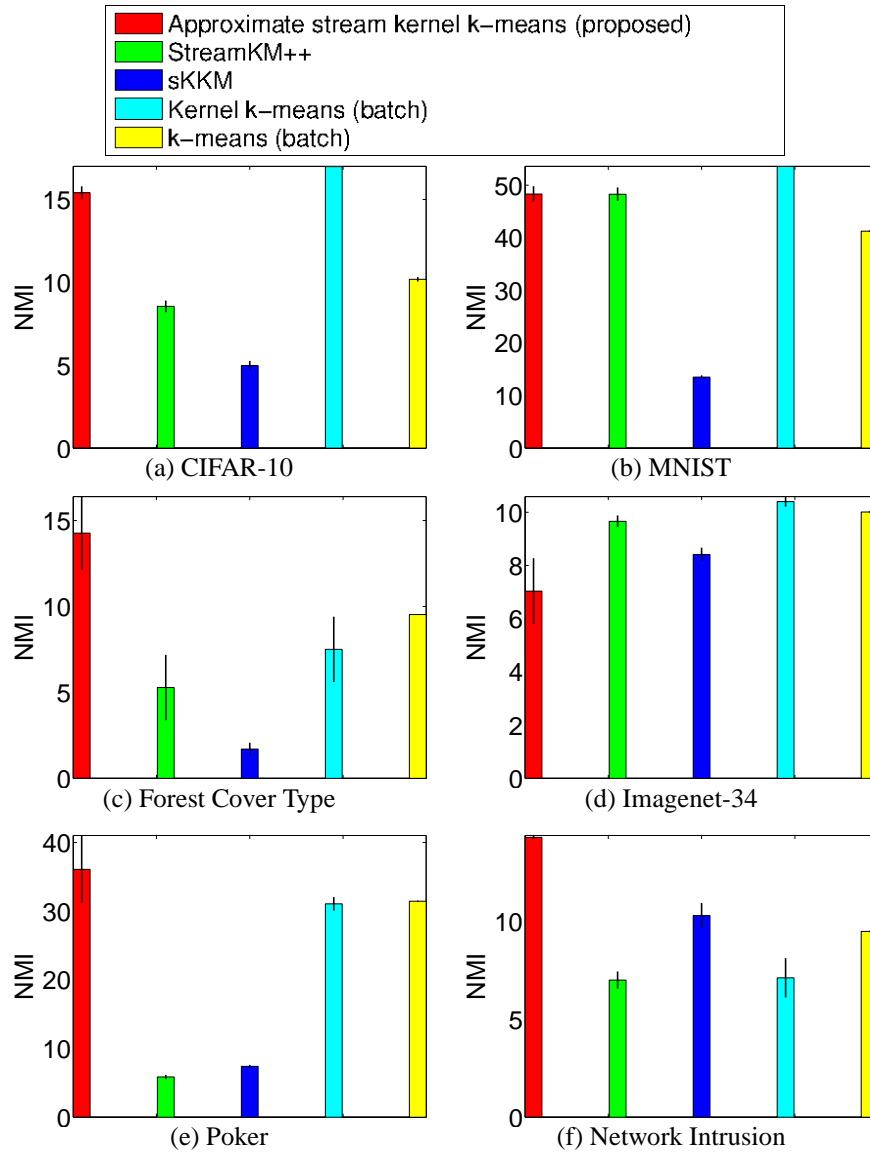 Approximate stream kernel k−means (proposed)
StreamKM++
sKKM
Kernel k−means (batch)
k−means (batch)
15
10
5
0
NMI
(a) CIFAR-10
50
40
30
20
10
0
NMI
(b) MNIST
15
10
5
0
NMI
(c) Forest Cover Type
10
8
6
4
2
0
NMI
(d) Imagenet-34
40
30
20
10
0
NMI
(e) Poker
10
5
0
NMI
(f) Network Intrusion